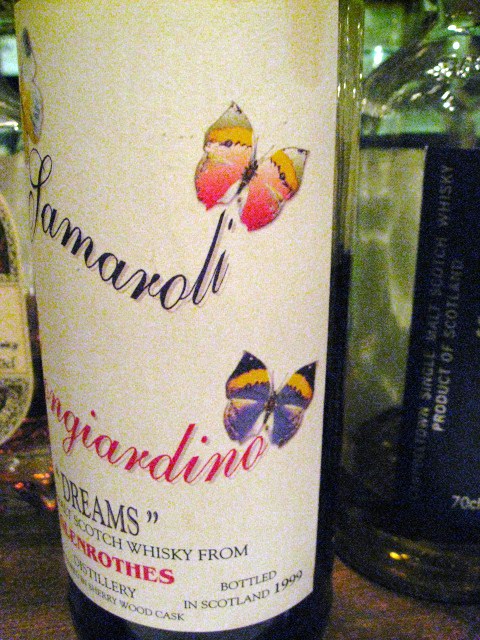 Samaroli
ngiardino
"DREAMS"
SCOTCH WHISKY FROM
LENROTHES
DISTILLERY
SHERRY WOOD CASK
BOTTLED
IN SCOTLAND 1999
SINGLE MALT SCOTCH WHISKY
PRODUCT OF SCOTLAND
70cl